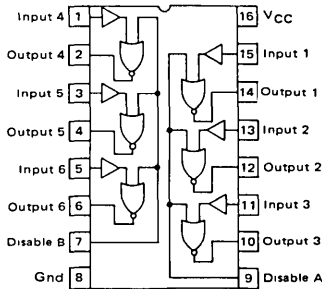 Input 4 1
Output 4 2
Input 5 3
Output 5 4
Input 6 5
Output 6 6
Disable B 7
Gnd 8
16 VCC
15 Input 1
14 Output 1
13 Input 2
12 Output 2
11 Input 3
10 Output 3
9 Disable A